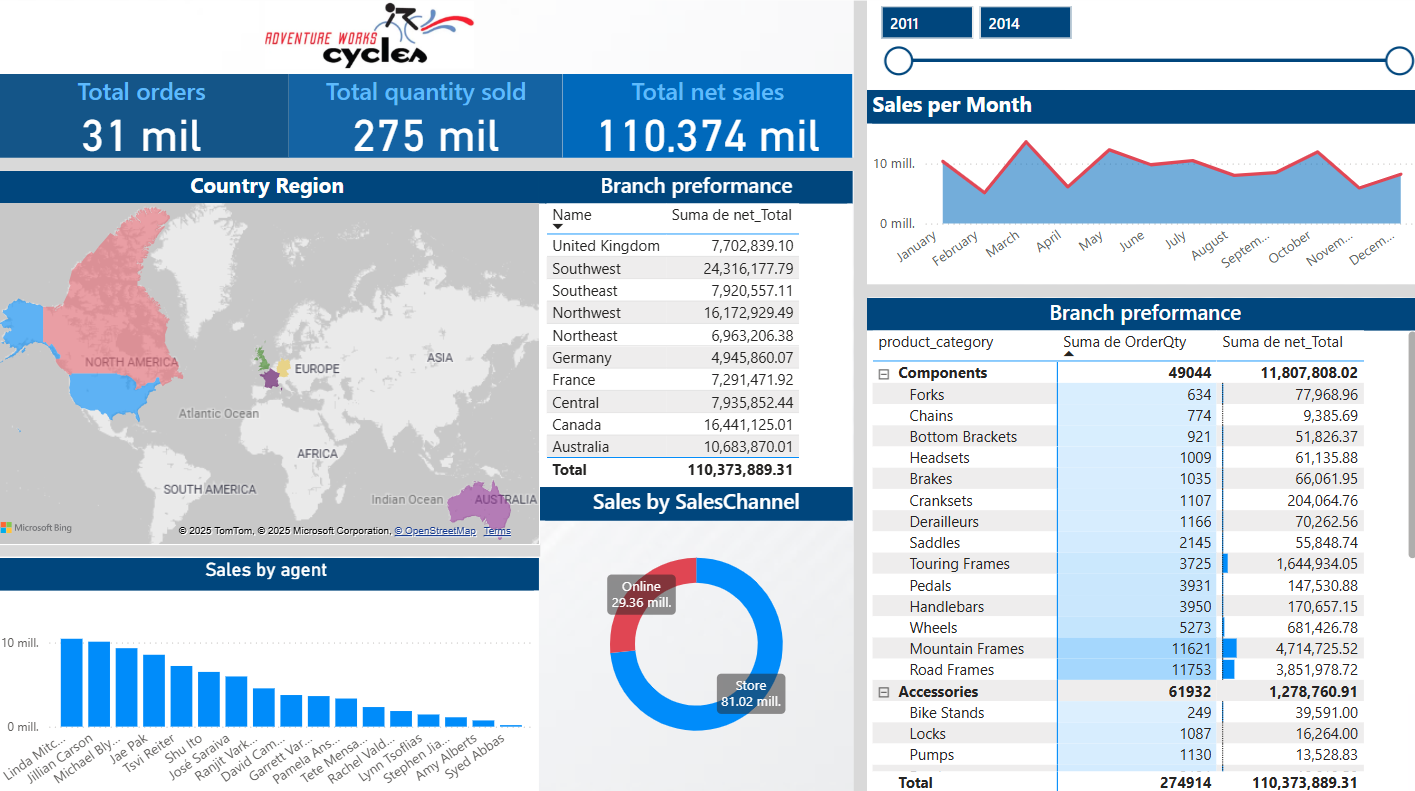 ADVENTURE WORKS
cycles
Total orders
31 mil
Total quantity sold
275 mil
Total net sales
110.374 mil
Country Region
NORTH AMERICA
EUROPE
ASIA
Atlantic Ocean
AFRICA
SOUTH AMERICA
Indian Ocean
AUSTRALIA
Microsoft Bing
© 2025 TomTom, © 2025 Microsoft Corporation, © OpenStreetMap Terms
Branch preformance
Name Suma de net_Total
United Kingdom 7,702,839.10
Southwest 24,316,177.79
Southeast 7,920,557.11
Northwest 16,172,929.49
Northeast 6,963,206.38
Germany 4,945,860.07
France 7,291,471.92
Central 7,935,852.44
Canada 16,441,125.01
Australia 10,683,870.01
Total 110,373,889.31
Sales by agent
10 mill.
0 mill.
Linda Mitc...
Jillian Carson
Michael Bly...
Jae Pak
Tsvi Reiter
Shu Ito
José Saraiva
Ranjit Vark...
David Cam...
Garrett Var...
Pamela Ans...
Tete Mensa...
Rachel Vald...
Lynn Tsoflias
Stephen Jia...
Amy Alberts
Syed Abbas
Sales by SalesChannel
Online
29.36 mill.
Store
81.02 mill.
2011
2014
Sales per Month
10 mill.
0 mill.
January
February
March
April
May
June
July
August
Septem...
October
Novem...
Decem...
Branch preformance
product_category Suma de OrderQty Suma de net_Total
Components 49044 11,807,808.02
Forks 634 77,968.96
Chains 774 9,385.69
Bottom Brackets 921 51,826.37
Headsets 1009 61,135.88
Brakes 1035 66,061.95
Cranksets 1107 204,064.76
Derailleurs 1166 70,262.56
Saddles 2145 55,848.74
Touring Frames 3725 1,644,934.05
Pedals 3931 147,530.88
Handlebars 3950 170,657.15
Wheels 5273 681,426.78
Mountain Frames 11621 4,714,725.52
Road Frames 11753 3,851,978.72
Accessories 61932 1,278,760.91
Bike Stands 249 39,591.00
Locks 1087 16,264.00
Pumps 1130 13,528.83
Total 274914 110,373,889.31